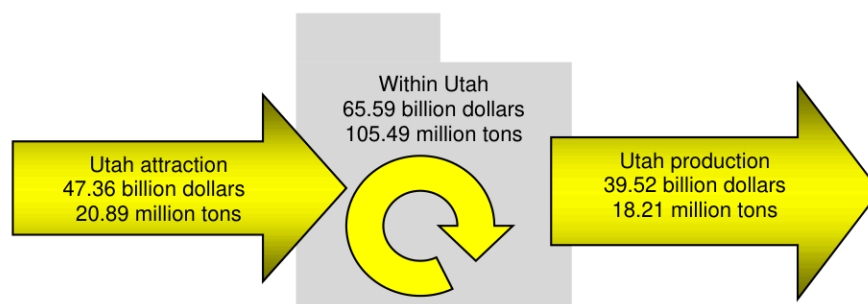 Within Utah
65.59 billion dollars
105.49 million tons
Utah attraction
47.36 billion dollars
20.89 million tons
Utah production
39.52 billion dollars
18.21 million tons